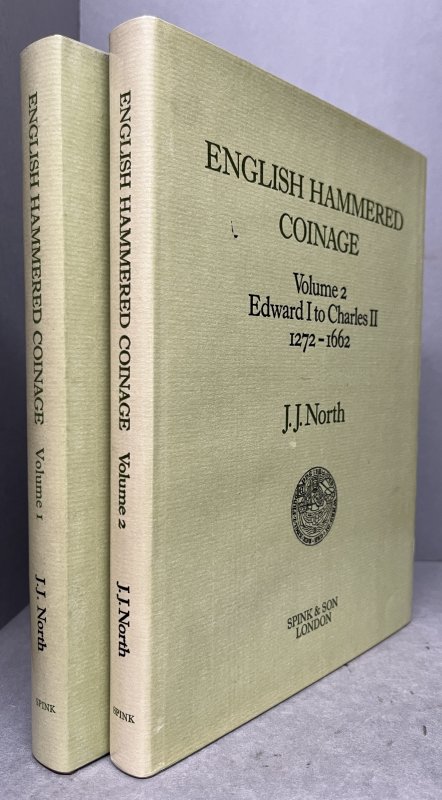 ENGLISH HAMMERED COINAGE Volume 1 J.J. North
SPINK
ENGLISH HAMMERED COINAGE Volume 2 J.J. North
SPINK
ENGLISH HAMMERED
COINAGE
Volume 2
Edward I to Charles II
1272-1662
J.J. North
SPINK & SON
LONDON